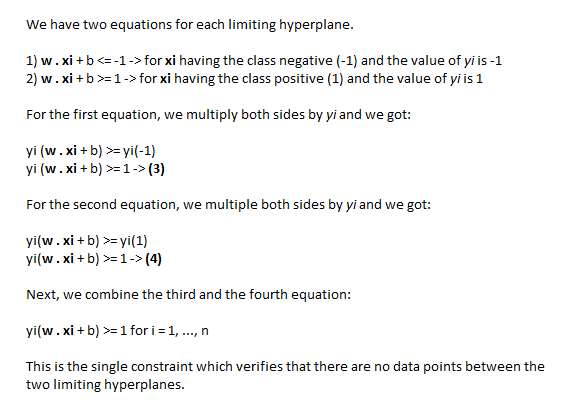 We have two equations for each limiting hyperplane.
1) w . xi + b <= -1 -> for xi having the class negative (-1) and the value of yi is -1
2) w . xi + b >= 1 -> for xi having the class positive (1) and the value of yi is 1
For the first equation, we multiply both sides by yi and we got:
yi (w . xi + b) >= yi(-1)
yi (w . xi + b) >= 1 -> (3)
For the second equation, we multiple both sides by yi and we got:
yi(w . xi + b) >= yi(1)
yi(w . xi + b) >= 1 -> (4)
Next, we combine the third and the fourth equation:
yi(w . xi + b) >= 1 for i = 1, ..., n
This is the single constraint which verifies that there are no data points between the
two limiting hyperplanes.